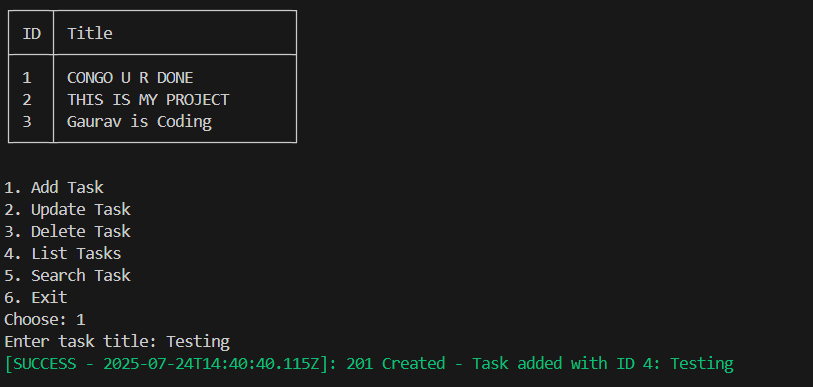 ID Title
1 CONGO U R DONE
2 THIS IS MY PROJECT
3 Gaurav is Coding
1. Add Task
2. Update Task
3. Delete Task
4. List Tasks
5. Search Task
6. Exit
Choose: 1
Enter task title: Testing
[SUCCESS - 2025-07-24T14:40:40.115Z]: 201 Created - Task added with ID 4: Testing